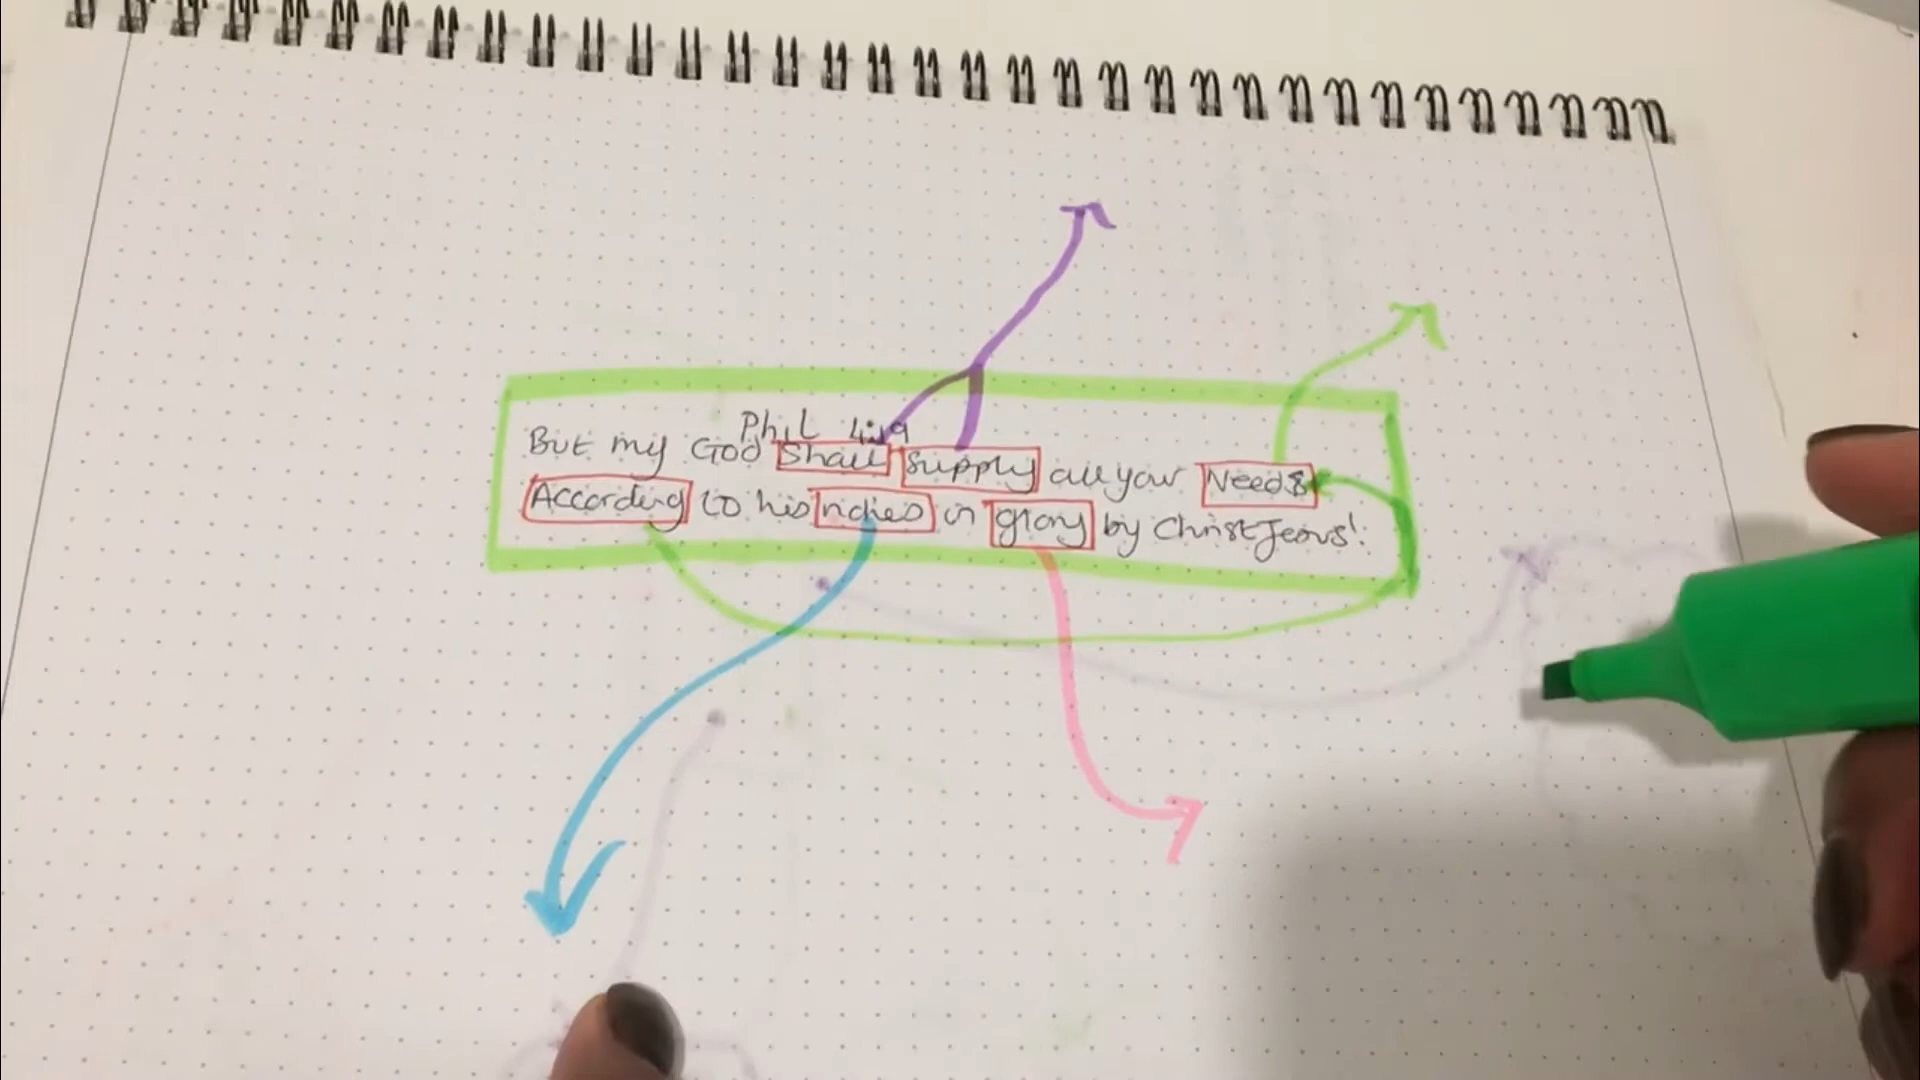 Phil 4:19
But my God Shall Supply all your Needs
According to his riches in glory by Christ Jesus!